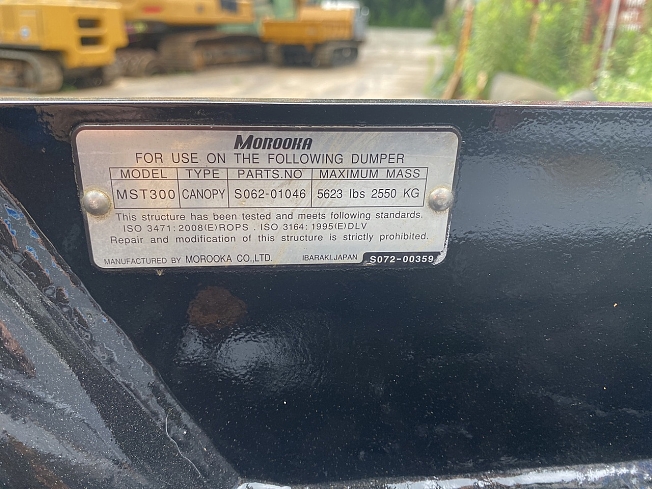 MOROOKA
FOR USE ON THE FOLLOWING DUMPER
MODEL TYPE PARTS.NO MAXIMUM MASS
MST300 CANOPY S062-01046 5623 lbs 2550 KG
This structure has been tested and meets following standards.
ISO 3471:2008(E)ROPS . ISO 3164:1995(E)DLV
Repair and modification of this structure is strictly prohibited.
MANUFACTURED BY MOROOKA CO.,LTD. IBARAKI,JAPAN S072-00359